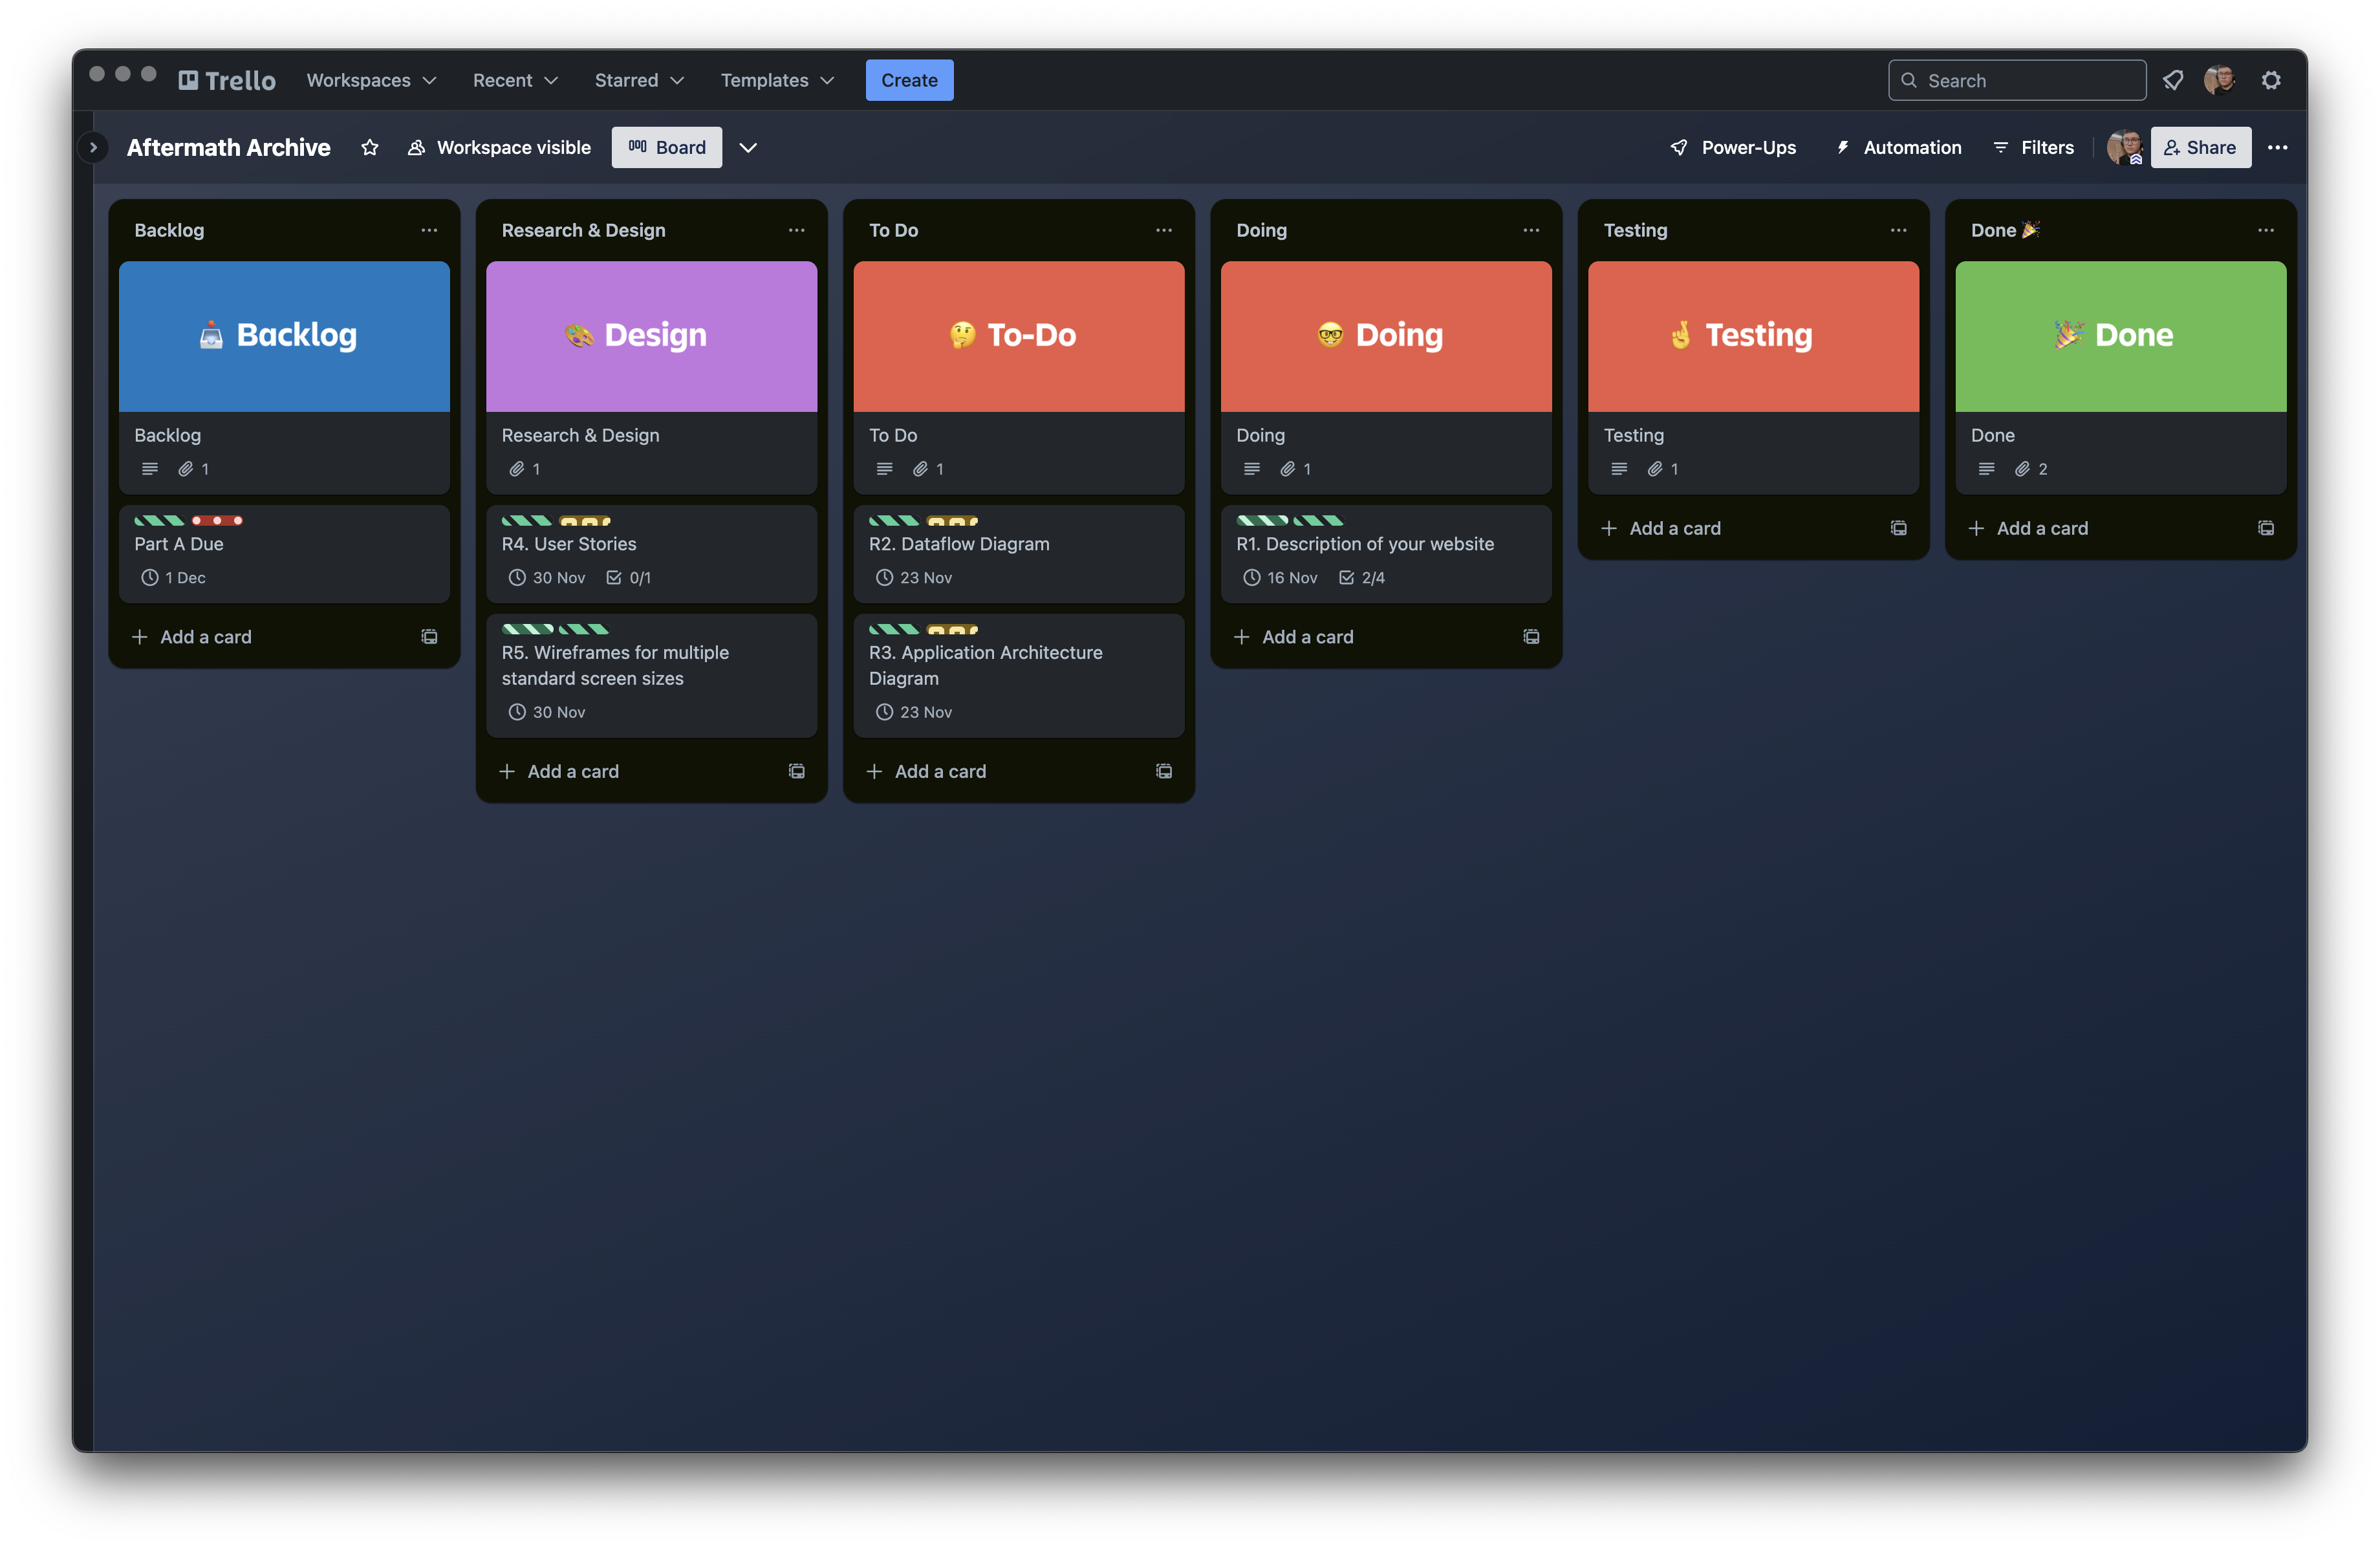 Trello Workspaces Recent Starred Templates Create Search
Aftermath Archive Workspace visible Board Power-Ups Automation Filters Share
Backlog
Backlog
Backlog
1
Part A Due
1 Dec
Add a card
Research & Design
Design
Research & Design
1
R4. User Stories
30 Nov 0/1
R5. Wireframes for multiple
standard screen sizes
30 Nov
Add a card
To Do
To-Do
To Do
1
R2. Dataflow Diagram
23 Nov
R3. Application Architecture
Diagram
23 Nov
Add a card
Doing
Doing
Doing
1
R1. Description of your website
16 Nov 2/4
Add a card
Testing
Testing
Testing
1
Add a card
Done 🎉
Done
Done
2
Add a card